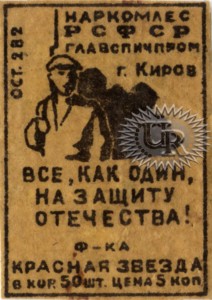 ОСТ. 282
НАРКОМЛЕС
РСФСР
ГЛАВСПИЧПРОМ
г. Киров
UR
ВСЕ, КАК ОДИН,
НА ЗАЩИТУ
ОТЕЧЕСТВА!
Ф-КА
КРАСНАЯ ЗВЕЗДА
В КОР. 50 ШТ. ЦЕНА 5 КОП